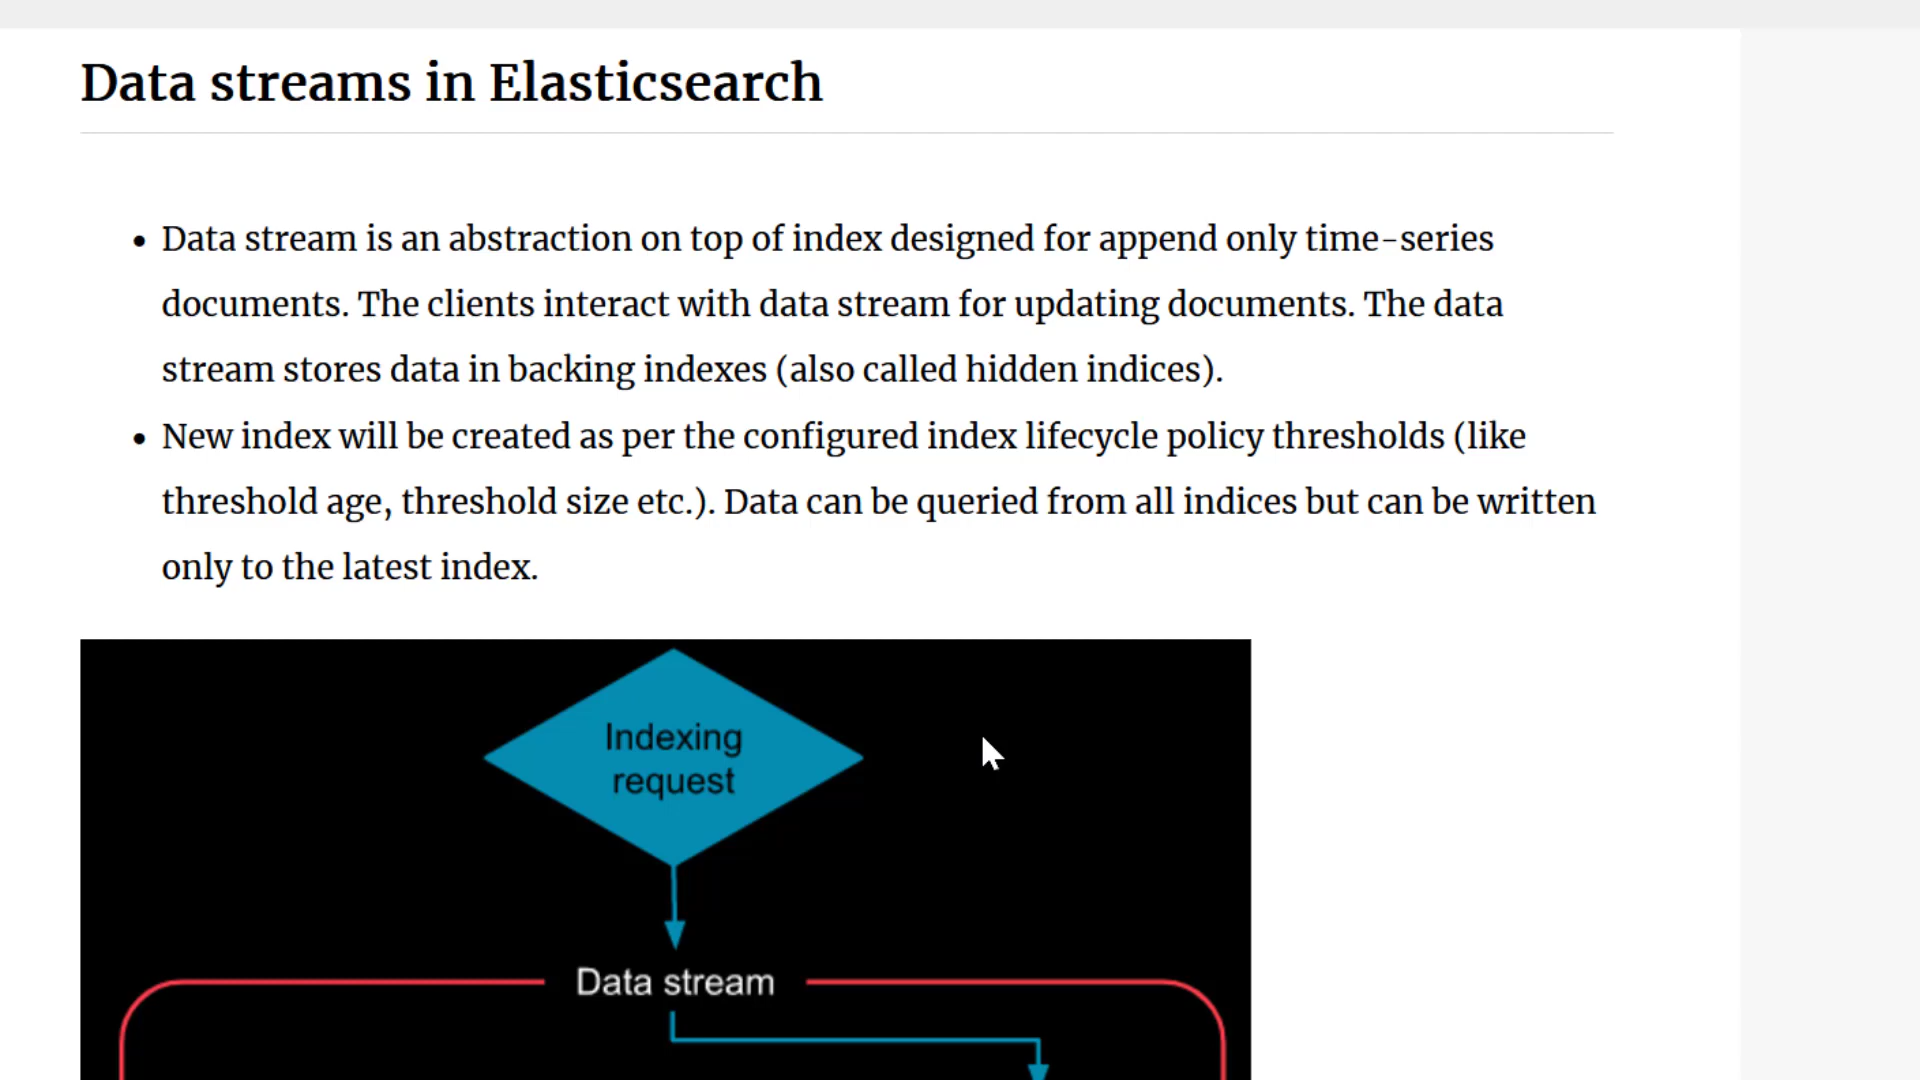 Data streams in Elasticsearch
• Data stream is an abstraction on top of index designed for append only time-series
documents. The clients interact with data stream for updating documents. The data
stream stores data in backing indexes (also called hidden indices).
• New index will be created as per the configured index lifecycle policy thresholds (like
threshold age, threshold size etc.). Data can be queried from all indices but can be written
only to the latest index.
Indexing
request
Data stream